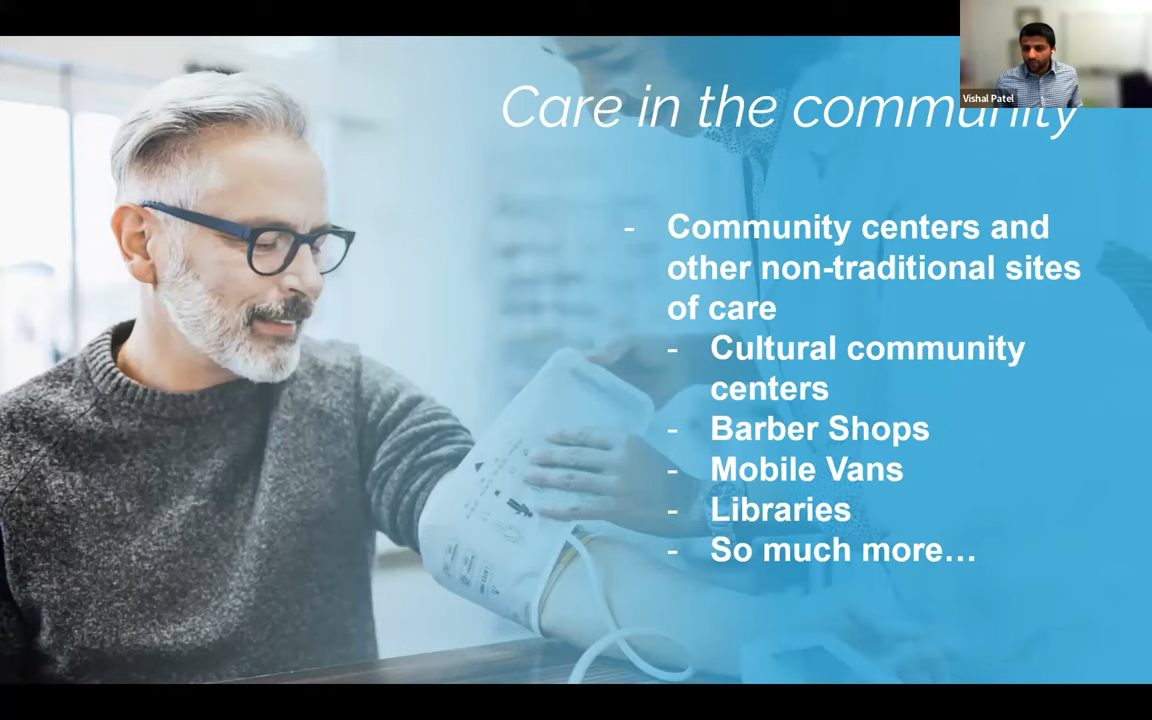 Care in the community
Vishal Patel
- Community centers and
other non-traditional sites
of care
- Cultural community
centers
- Barber Shops
- Mobile Vans
- Libraries
- So much more…